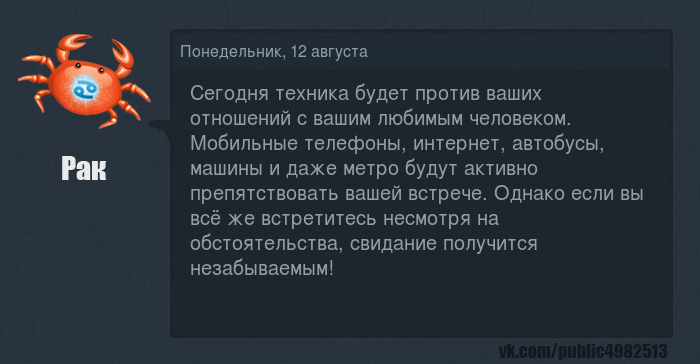 Понедельник, 12 августа
Сегодня техника будет против ваших
отношений с вашим любимым человеком.
Мобильные телефоны, интернет, автобусы,
машины и даже метро будут активно
препятствовать вашей встрече. Однако если вы
всё же встретитесь несмотря на
обстоятельства, свидание получится
незабываемым!
Рак
vk.com/public4982513